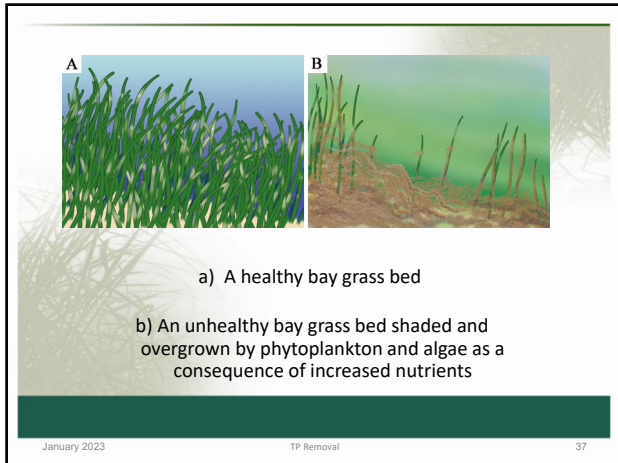 A
B
a) A healthy bay grass bed
b) An unhealthy bay grass bed shaded and
overgrown by phytoplankton and algae as a
consequence of increased nutrients
January 2023
TP Removal
37